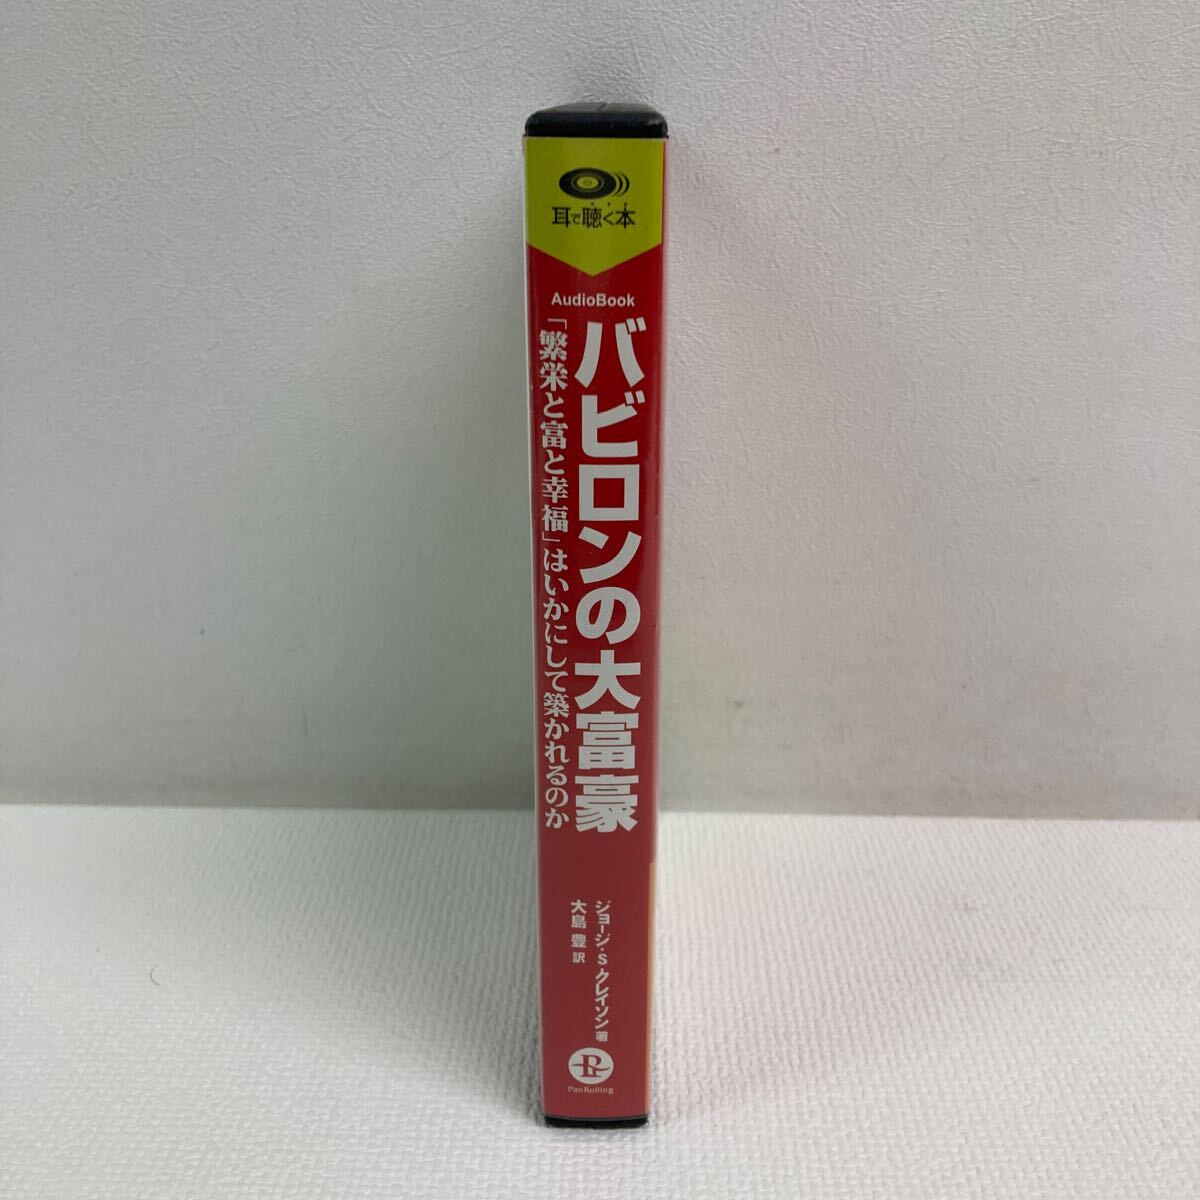 耳で聴く本
AudioBook
バビロンの大富豪
「繁栄と富と幸福」はいかにして築かれるのか
ジョージ・S・クレイソン 著
大島 豊 訳
PanRolling